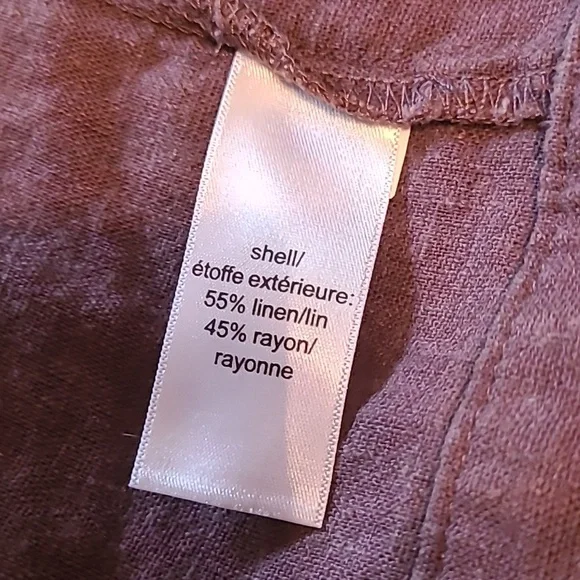 shell/
étoffe extérieure:
55% linen/lin
45% rayon/
rayonne